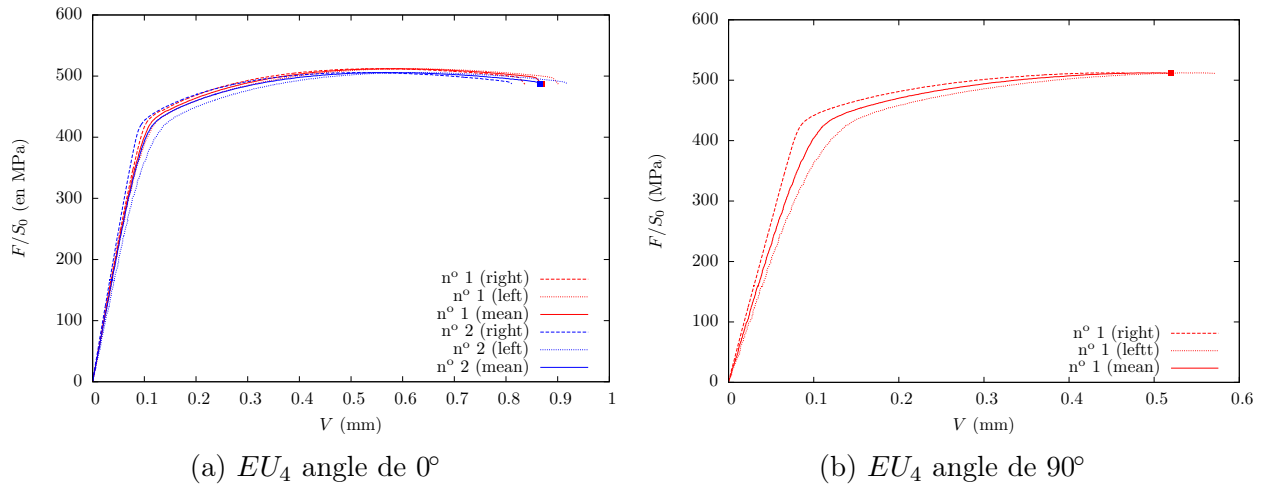 600
500
400
300
200
100
0
F/S₀ (en MPa)
nº 1 (right)
nº 1 (left)
nº 1 (mean)
nº 2 (right)
nº 2 (left)
nº 2 (mean)
0 0.1 0.2 0.3 0.4 0.5 0.6 0.7 0.8 0.9 1
V (mm)
(a) EU₄ angle de 0°
600
500
400
300
200
100
0
F/S₀ (MPa)
nº 1 (right)
nº 1 (leftt)
nº 1 (mean)
0 0.1 0.2 0.3 0.4 0.5 0.6
V (mm)
(b) EU₄ angle de 90°